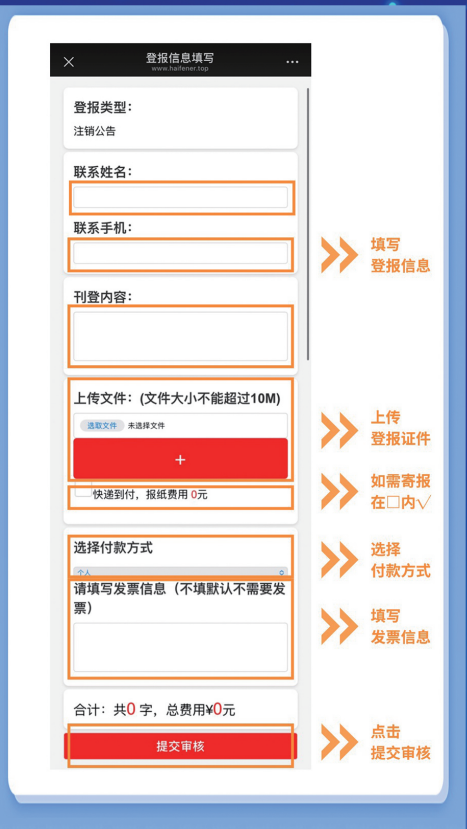 登报信息填写
www.haifener.top
登报类型：
注销公告
联系姓名：
联系手机：
填写
登报信息
刊登内容：
上传文件：(文件大小不能超过10M)
选取文件 未选择文件
+
上传
登报证件
快递到付，报纸费用 0元
如需寄报
在□内√
选择付款方式
个人
选择
付款方式
请填写发票信息（不填默认不需要发
票）
填写
发票信息
合计：共0 字，总费用¥0元
提交审核
点击
提交审核